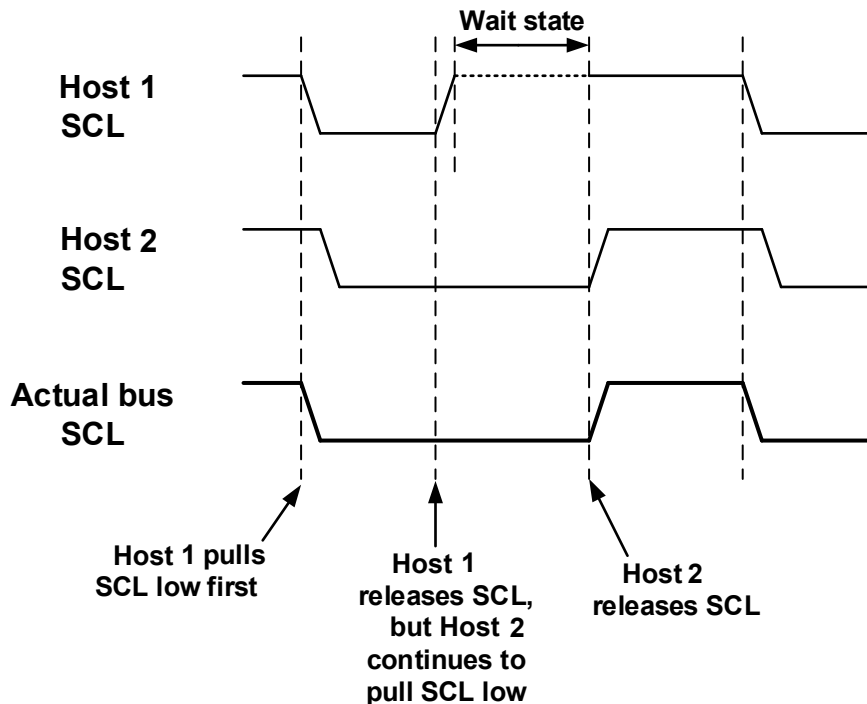 Wait state
Host 1
SCL
Host 2
SCL
Actual bus
SCL
Host 1 pulls
SCL low first
Host 1
releases SCL,
but Host 2
continues to
pull SCL low
Host 2
releases SCL